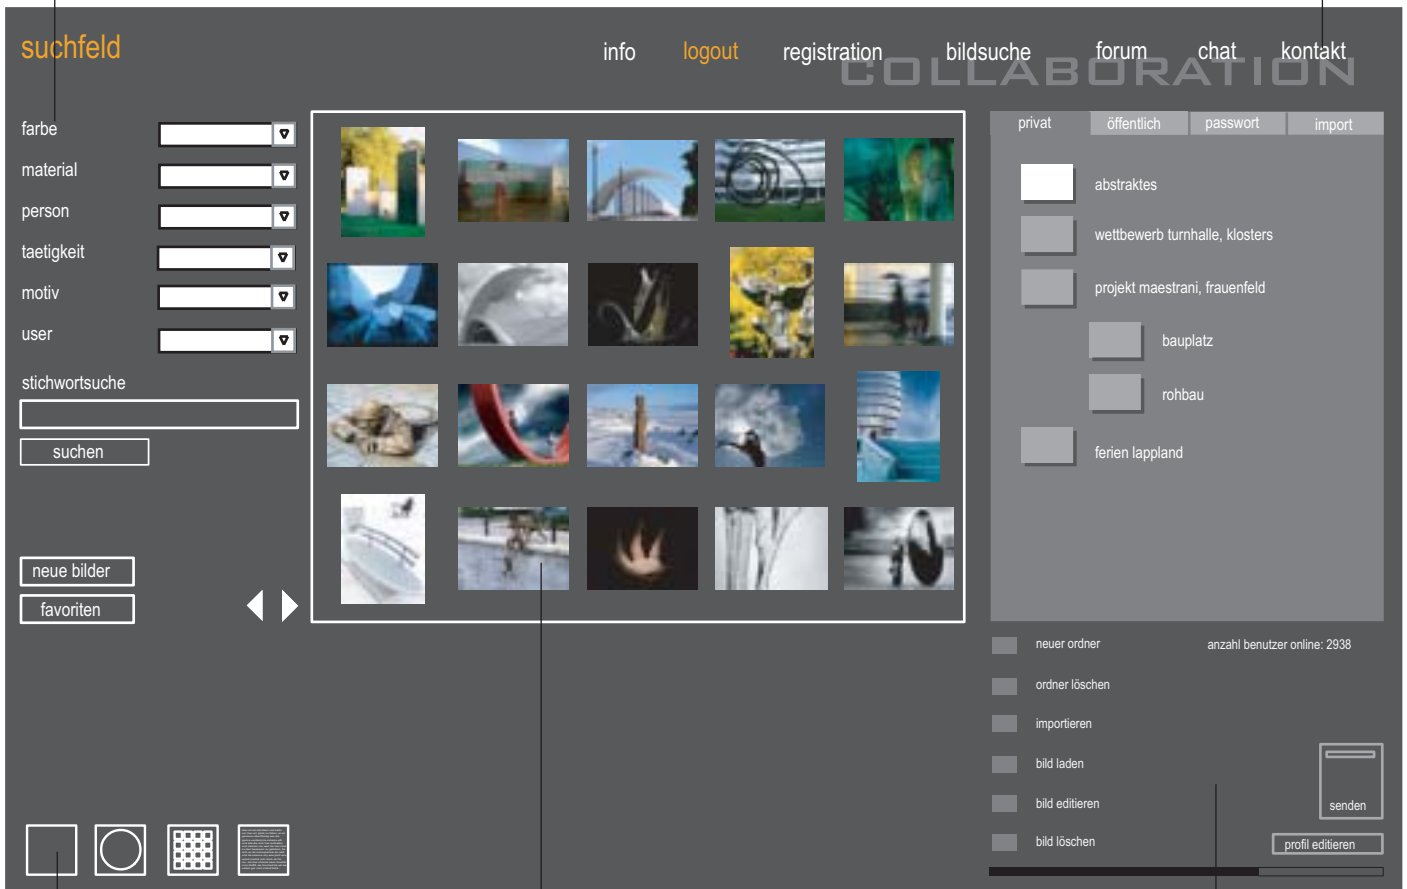 suchfeld
info logout registration bildsuche forum chat kontakt
COLLABORATION
farbe
material
person
taetigkeit
motiv
user
stichwortsuche
suchen
neue bilder
favoriten
privat öffentlich passwort import
abstraktes
wettbewerb turnhalle, klosters
projekt maestrani, frauenfeld
bauplatz
rohbau
ferien lappland
neuer ordner
anzahl benutzer online: 2938
ordner löschen
importieren
bild laden
bild editieren
bild löschen
senden
profil editieren